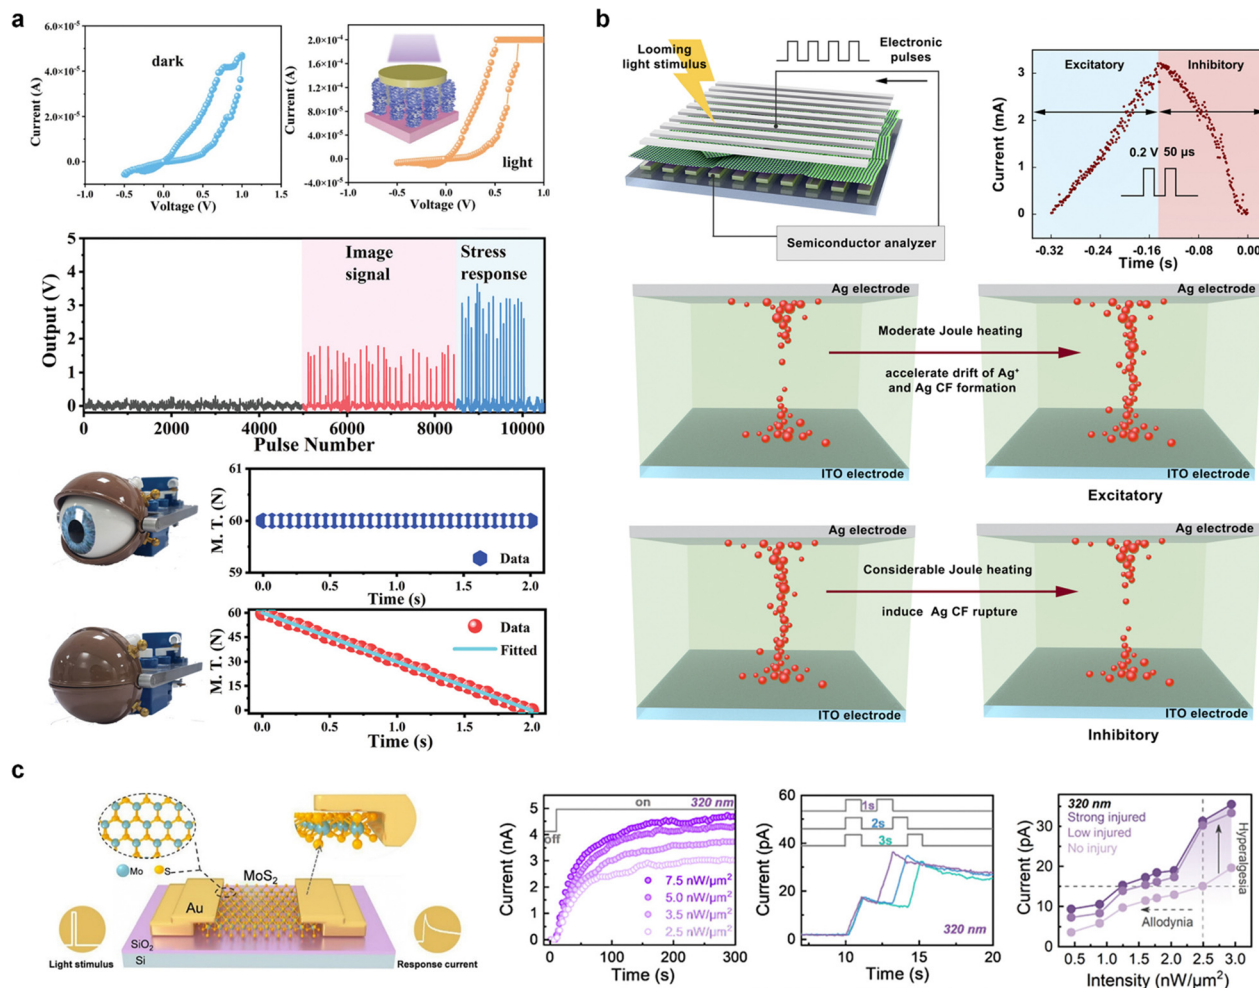 a
dark
Current (A)
6.0×10⁻⁵
4.0×10⁻⁵
2.0×10⁻⁵
0.0
-1.0 -0.5 0.0 0.5 1.0 1.5
Voltage (V)
light
Current (A)
2.0×10⁻⁴
1.6×10⁻⁴
1.2×10⁻⁴
8.0×10⁻⁵
4.0×10⁻⁵
0.0
-4.0×10⁻⁵
-1.0 -0.5 0.0 0.5 1.0
Voltage (V)
Image
signal
Stress
response
Output (V)
5
4
3
2
1
0
0 2000 4000 6000 8000 10000
Pulse Number
M. T. (N)
61
60
59
Data
0.0 0.5 1.0 1.5 2.0
Time (s)
M. T. (N)
60
45
30
15
0
Data
Fitted
0.0 0.5 1.0 1.5 2.0
Time (s)
b
Looming
light stimulus
Electronic
pulses
Semiconductor analyzer
Excitatory
Inhibitory
0.2 V 50 µs
Current (mA)
3
2
1
0
-0.32 -0.24 -0.16 -0.08 0.00
Time (s)
Ag electrode
Moderate Joule heating
accelerate drift of Ag⁺
and Ag CF formation
ITO electrode
Ag electrode
ITO electrode
Excitatory
Ag electrode
Considerable Joule heating
induce Ag CF rupture
ITO electrode
Ag electrode
ITO electrode
Inhibitory
c
Mo
S
MoS₂
Au
SiO₂
Si
Light stimulus
Response current
on
320 nm
off
7.5 nW/µm²
5.0 nW/µm²
3.5 nW/µm²
2.5 nW/µm²
Current (nA)
5
4
3
2
1
0
0 100 200 300
Time (s)
1s
2s
3s
320 nm
Current (pA)
60
40
20
0
10 15 20
Time (s)
320 nm
Strong injured
Low injured
No injury
Hyperalgesia
Allodynia
Current (pA)
35
30
25
20
15
10
5
0
0.5 1.0 1.5 2.0 2.5 3.0
Intensity (nW/µm²)